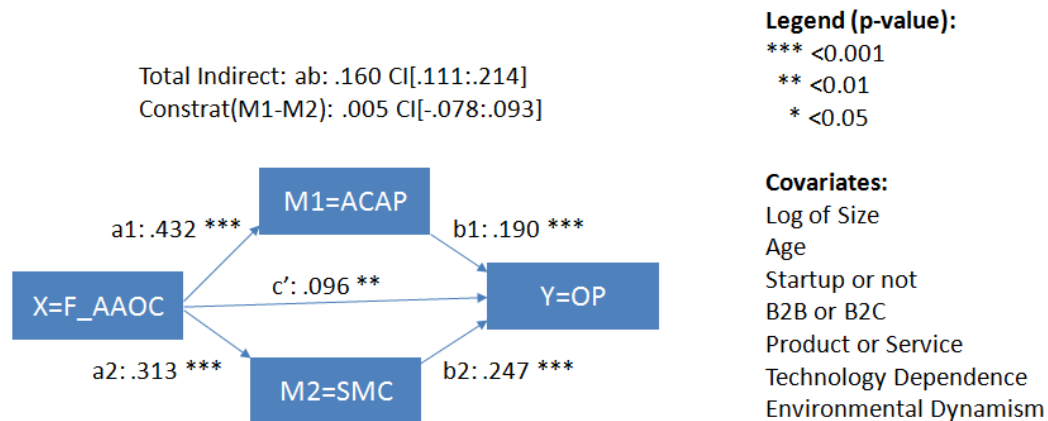 Total Indirect: ab: .160 CI[.111:.214]
Constrat(M1-M2): .005 CI[-.078:.093]
M1=ACAP
a1: .432 ***
b1: .190 ***
X=F_AAOC
c’: .096 **
Y=OP
a2: .313 ***
b2: .247 ***
M2=SMC
Legend (p-value):
*** <0.001
** <0.01
* <0.05
Covariates:
Log of Size
Age
Startup or not
B2B or B2C
Product or Service
Technology Dependence
Environmental Dynamism